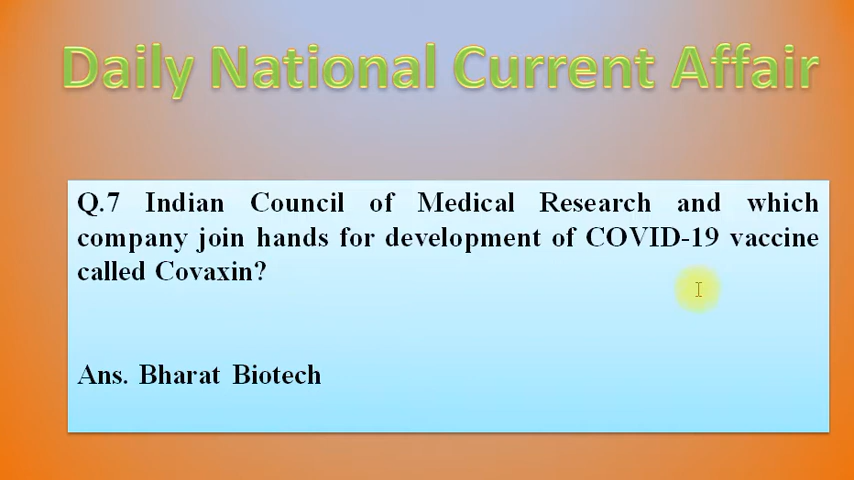 Daily National Current Affair
Q.7 Indian Council of Medical Research and which
company join hands for development of COVID-19 vaccine
called Covaxin?
Ans. Bharat Biotech